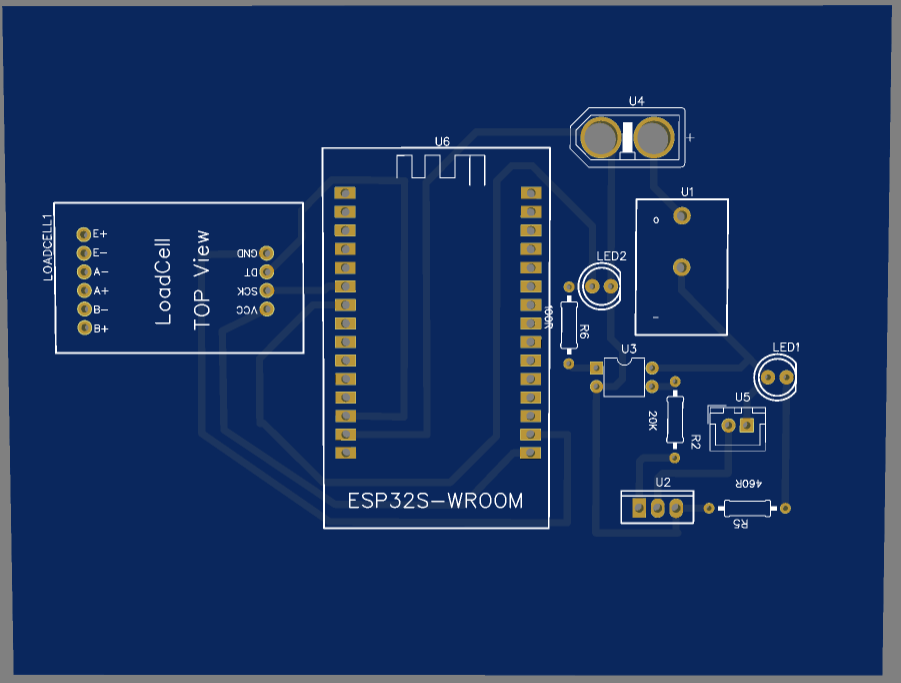 U4
+
U6
U1
o
-
LOADCELL1
E+
E-
A-
A+
B-
B+
LoadCell
TOP View
GND
DT
SCK
VCC
LED2
100R
R6
U3
LED1
20K
R2
U5
U2
460R
R5
ESP32S-WROOM